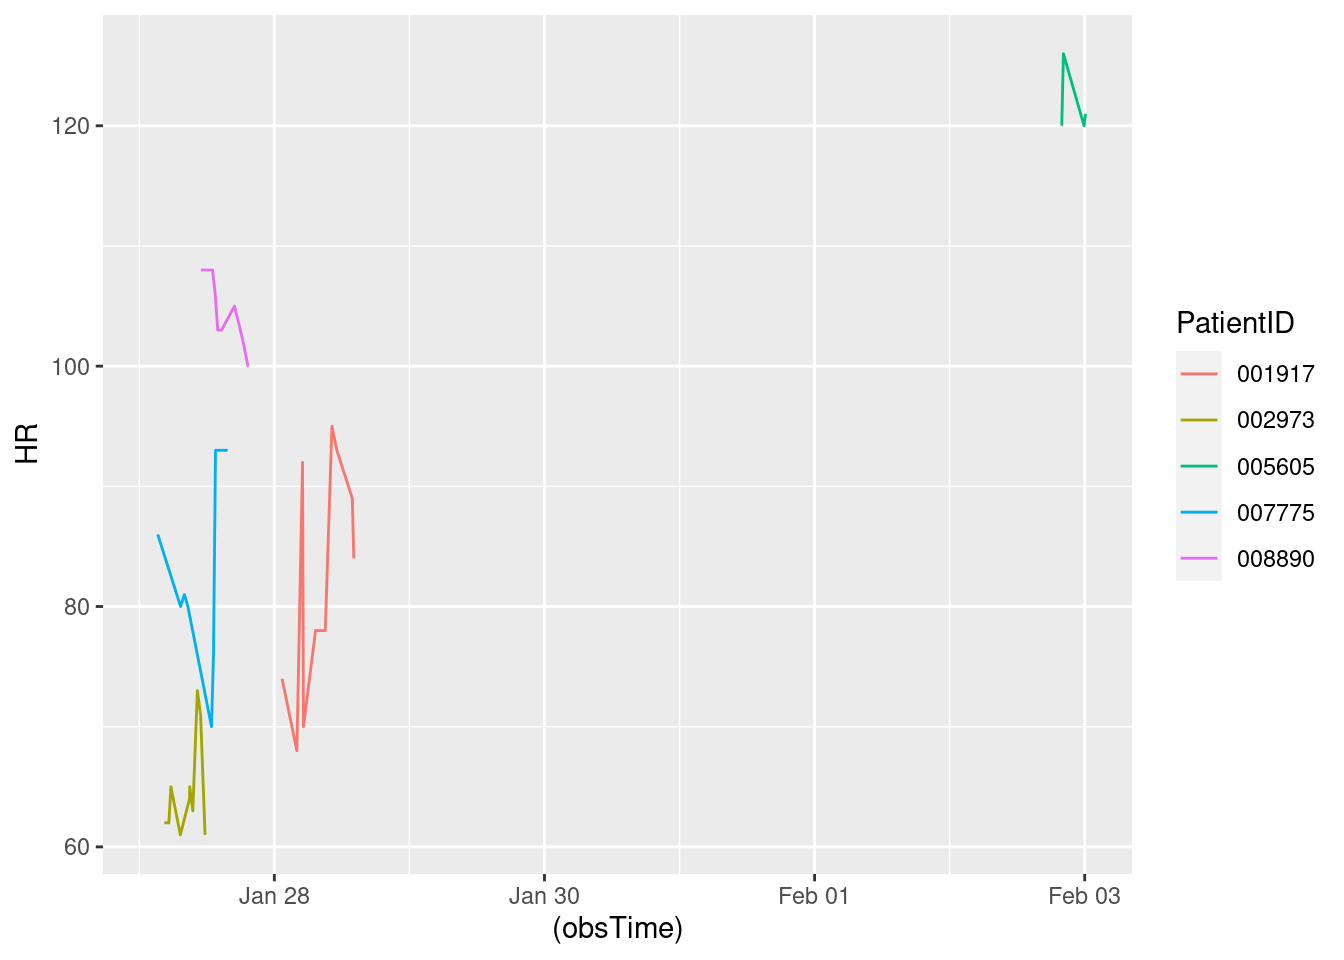 120
100
80
60
HR
Jan 28
Jan 30
Feb 01
Feb 03
(obsTime)
PatientID
001917
002973
005605
007775
008890